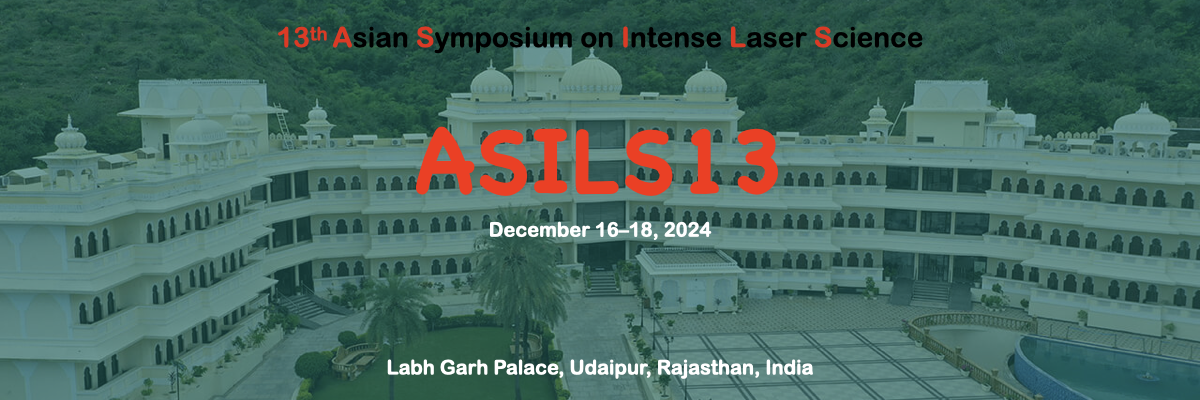 13th Asian Symposium on Intense Laser Science
ASILS13
December 16–18, 2024
Labh Garh Palace, Udaipur, Rajasthan, India